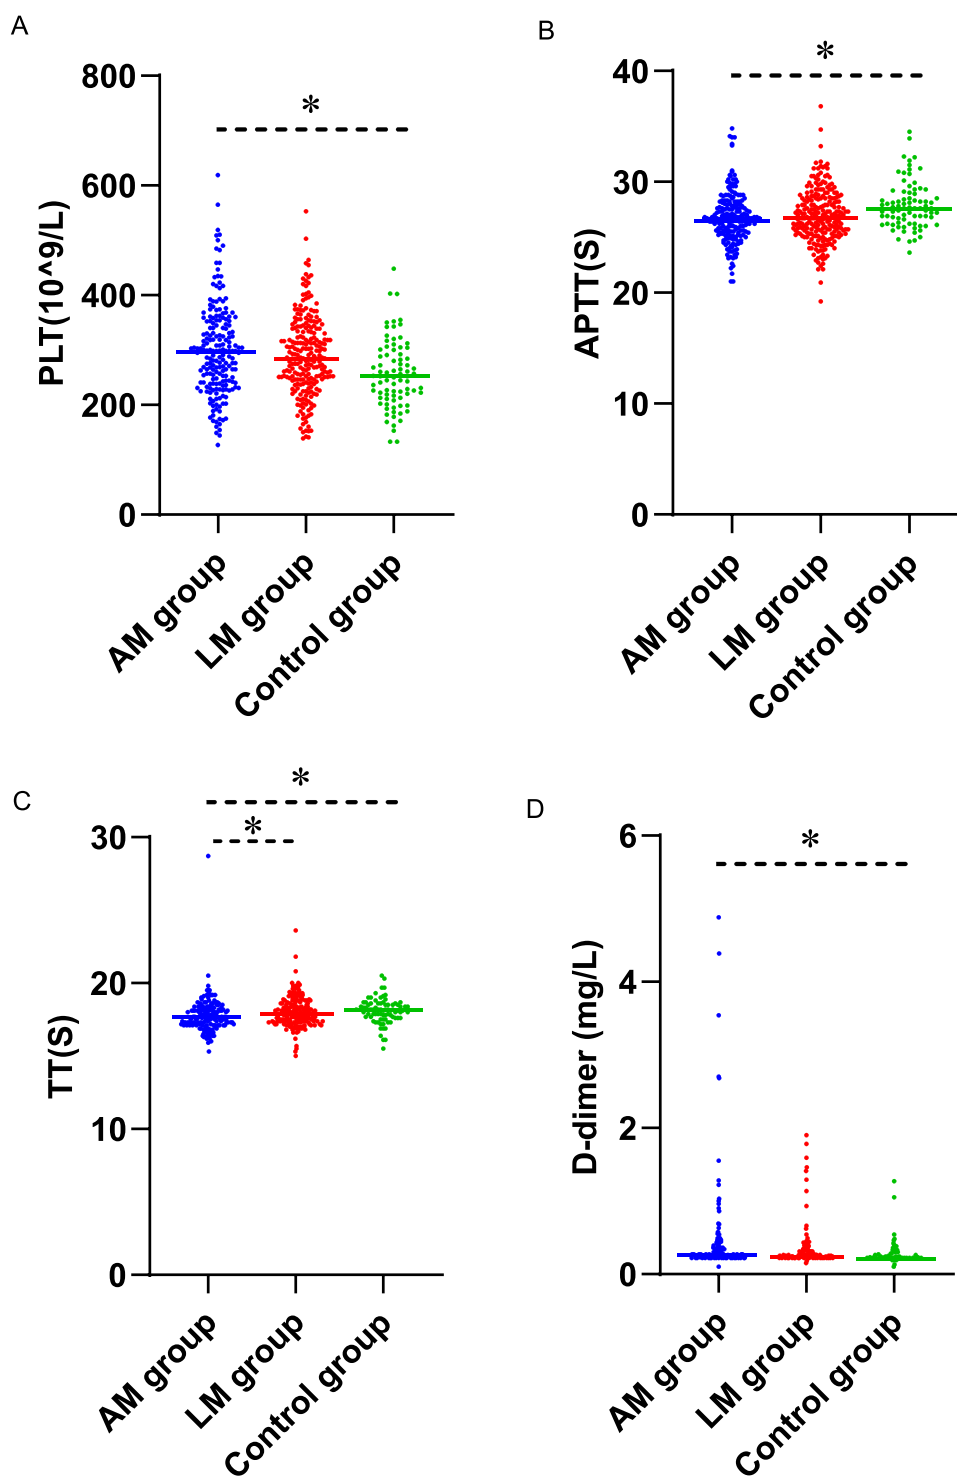 A
PLT(10^9/L)
800
600
400
200
0
*
AM group
LM group
Control group
B
APTT(S)
40
30
20
10
0
*
AM group
LM group
Control group
C
TT(S)
30
20
10
0
*
*
AM group
LM group
Control group
D
D-dimer (mg/L)
6
4
2
0
*
AM group
LM group
Control group